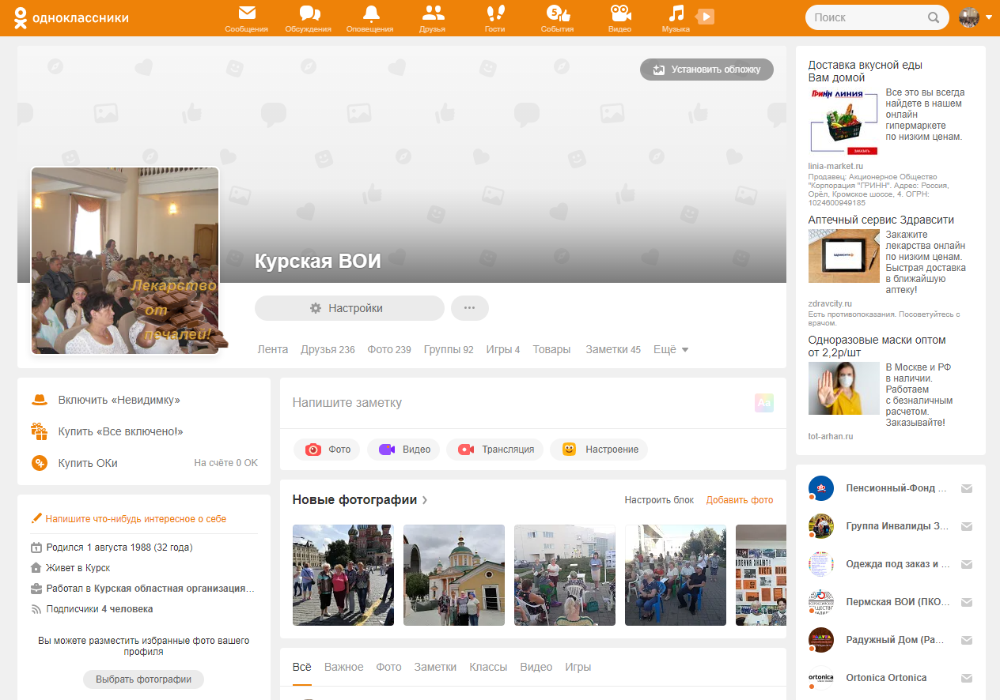 одноклассники
Сообщения
Обсуждения
Оповещения
Друзья
Гости
5
События
Видео
Музыка
Поиск
Установить обложку
Лекарство
от
печалей!
Курская ВОИ
Настройки
Лента Друзья 236 Фото 239 Группы 92 Игры 4 Товары Заметки 45 Ещё
Включить «Невидимку»
Купить «Все включено!»
Купить ОКи На счёте 0 ОК
Напишите что-нибудь интересное о себе
Родился 1 августа 1988 (32 года)
Живет в Курск
Работал в Курская областная организация...
Подписчики 4 человека
Вы можете разместить избранные фото вашего
профиля
Выбрать фотографии
Напишите заметку
Aa
Фото Видео Трансляция Настроение
Новые фотографии
Настроить блок Добавить фото
Всё Важное Фото Заметки Классы Видео Игры
Доставка вкусной еды
Вам домой
ГРИНН ЛИНИЯ
ЗАКАЗАТЬ
Все это вы всегда
найдете в нашем
онлайн
гипермаркете
по низким ценам.
linia-market.ru
Продавец: Акционерное Общество
"Корпорация "ГРИНН". Адрес: Россия,
Орёл, Кромское шоссе, 4. ОГРН:
1024600949185
Аптечный сервис Здравсити
Закажите
лекарства онлайн
по низким ценам.
Быстрая доставка
в ближайшую
аптеку!
zdravcity.ru
Есть противопоказания. Посоветуйтесь с
врачом.
Одноразовые маски оптом
от 2,2р/шт
В Москве и РФ
в наличии.
Работаем
с безналичным
расчетом.
Заказывайте!
tot-arhan.ru
Пенсионный-Фонд ...
Группа Инвалиды З...
Одежда под заказ и ...
Пермская ВОИ (ПКО...
Радужный Дом (Ра...
ortonica
Ortonica Ortonica